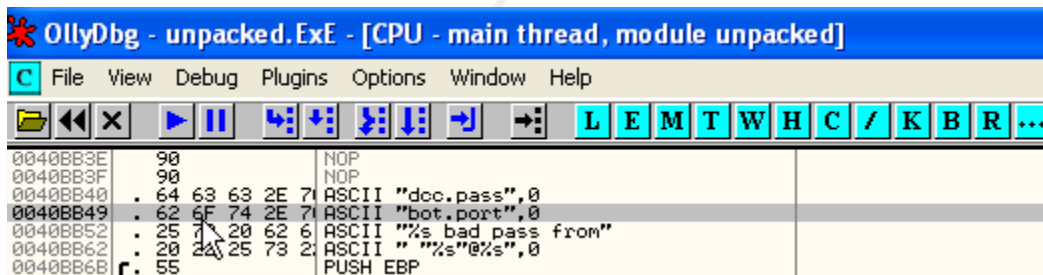 OllyDbg - unpacked.ExE - [CPU - main thread, module unpacked]
C File View Debug Plugins Options Window Help
L E M T W H C / K B R ...
0040BB3E 90 NOP
0040BB3F 90 NOP
0040BB40 . 64 63 63 2E 7 ASCII "dcc.pass",0
0040BB49 . 62 6F 74 2E 7 ASCII "bot.port",0
0040BB52 . 25 20 62 6 ASCII "%s bad pass from"
0040BB62 . 20 25 73 2 ASCII " "%s"@%s",0
0040BB6B . 55 PUSH EBP